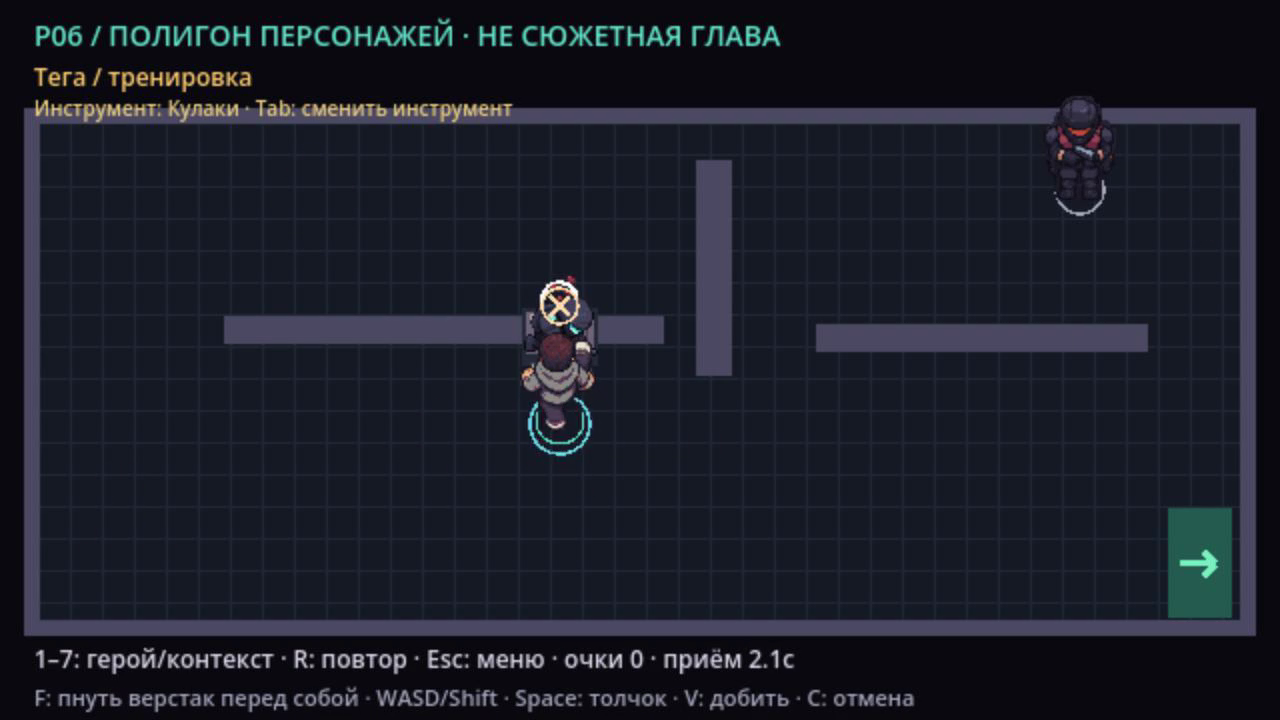 P06 / ПОЛИГОН ПЕРСОНАЖЕЙ · НЕ СЮЖЕТНАЯ ГЛАВА
Тега / тренировка
Инструмент: Кулаки · Tab: сменить инструмент
1–7: герой/контекст · R: повтор · Esc: меню · очки 0 · приём 2.1с
F: пнуть верстак перед собой · WASD/Shift · Space: толчок · V: добить · C: отмена